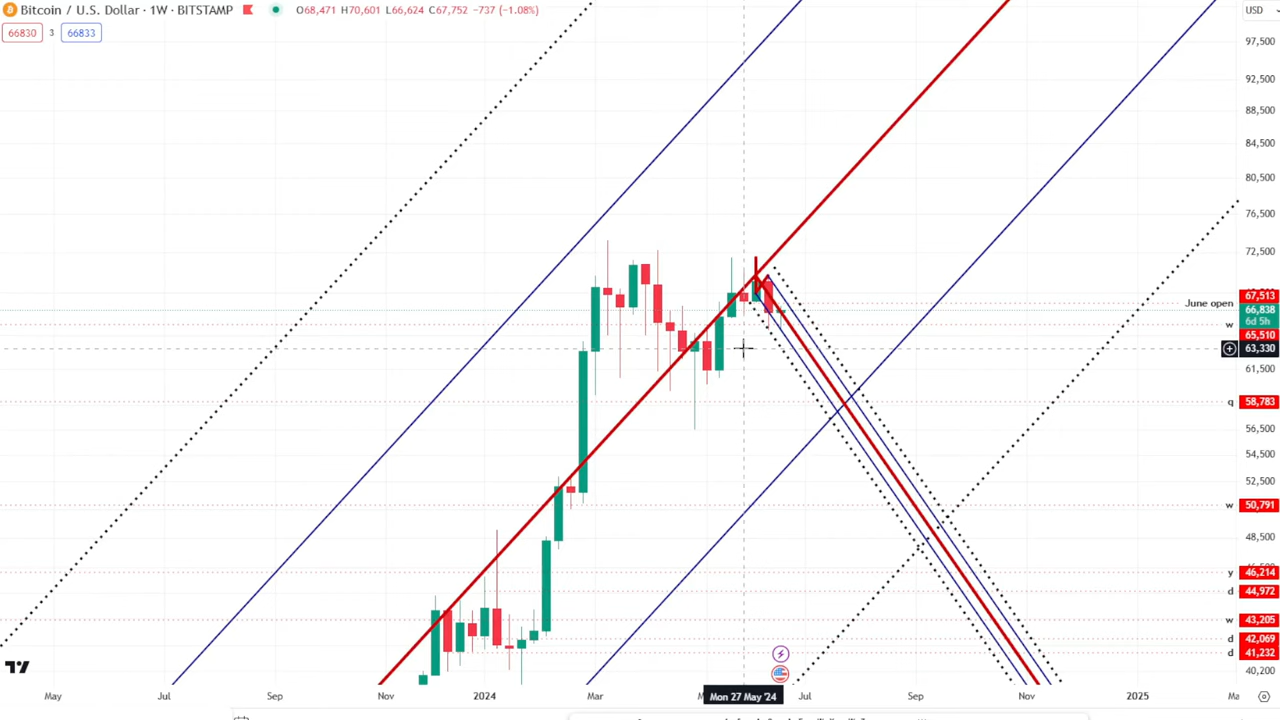 Bitcoin / U.S. Dollar · 1W · BITSTAMP O68,471 H70,601 L66,624 C67,752 −737 (−1.08%) USD
66830 3 66833
97,500
92,500
88,500
84,500
80,500
76,500
72,500
67,513
June open
66,838
6d 5h
w
65,510
63,330
61,500
q 58,783
56,500
54,500
52,500
w 50,791
48,500
y 46,214
d 44,972
w 43,205
d 42,069
d 41,232
40,200
May Jul Sep Nov 2024 Mar Mon 27 May '24 Jul Sep Nov 2025